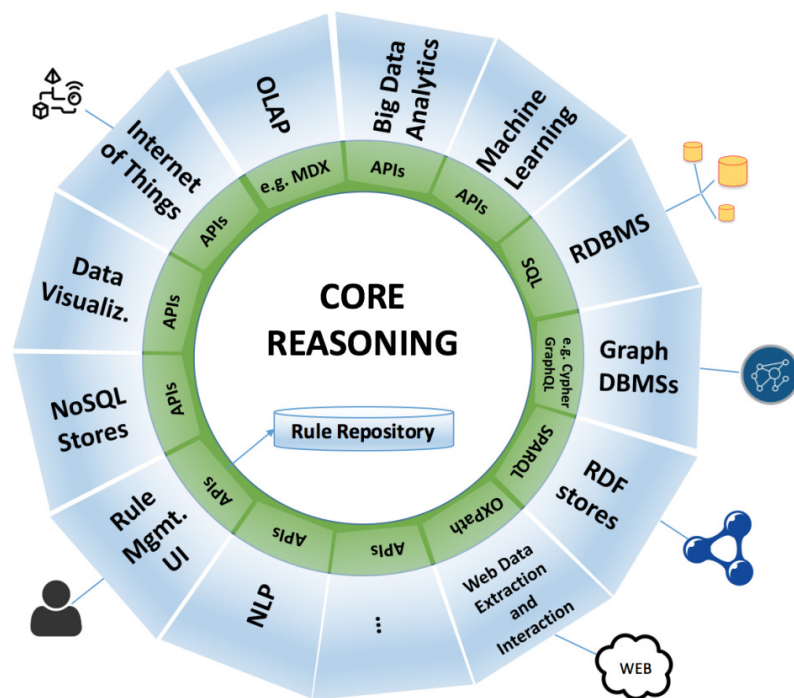 OLAP
Big Data
Analytics
Machine
Learning
RDBMS
Graph
DBMSs
RDF
stores
Web Data
Extraction
and
Interaction
WEB
...
NLP
Rule
Mgmt.
UI
NoSQL
Stores
Data
Visualiz.
Internet
of Things
e.g. MDX
APIs
APIs
SQL
e.g. Cypher
GraphQL
SPARQL
OXPath
APIs
APIs
APIs
APIs
APIs
APIs
CORE
REASONING
Rule Repository